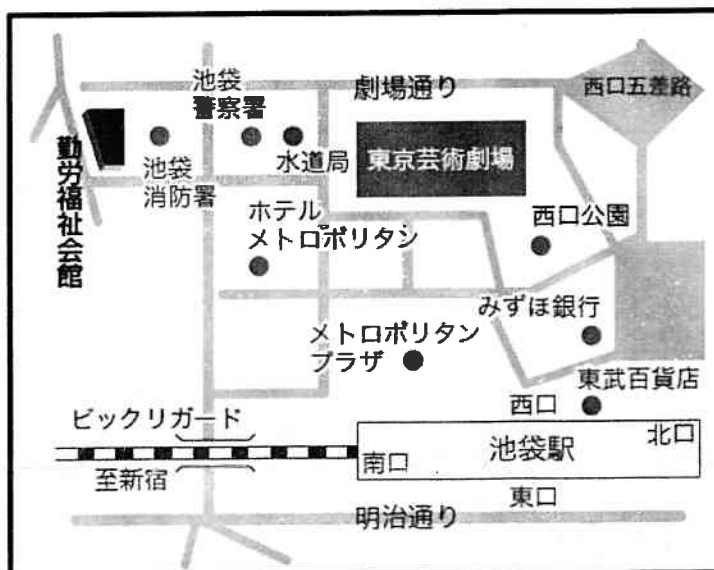 池袋
警察署
劇場通り
西口五差路
勤労福祉会館
池袋
消防署
水道局
東京芸術劇場
ホテル
メトロポリタン
西口公園
みずほ銀行
メトロポリタン
プラザ
東武百貨店
西口
ビックリガード
北口
池袋駅
南口
至新宿
東口
明治通り